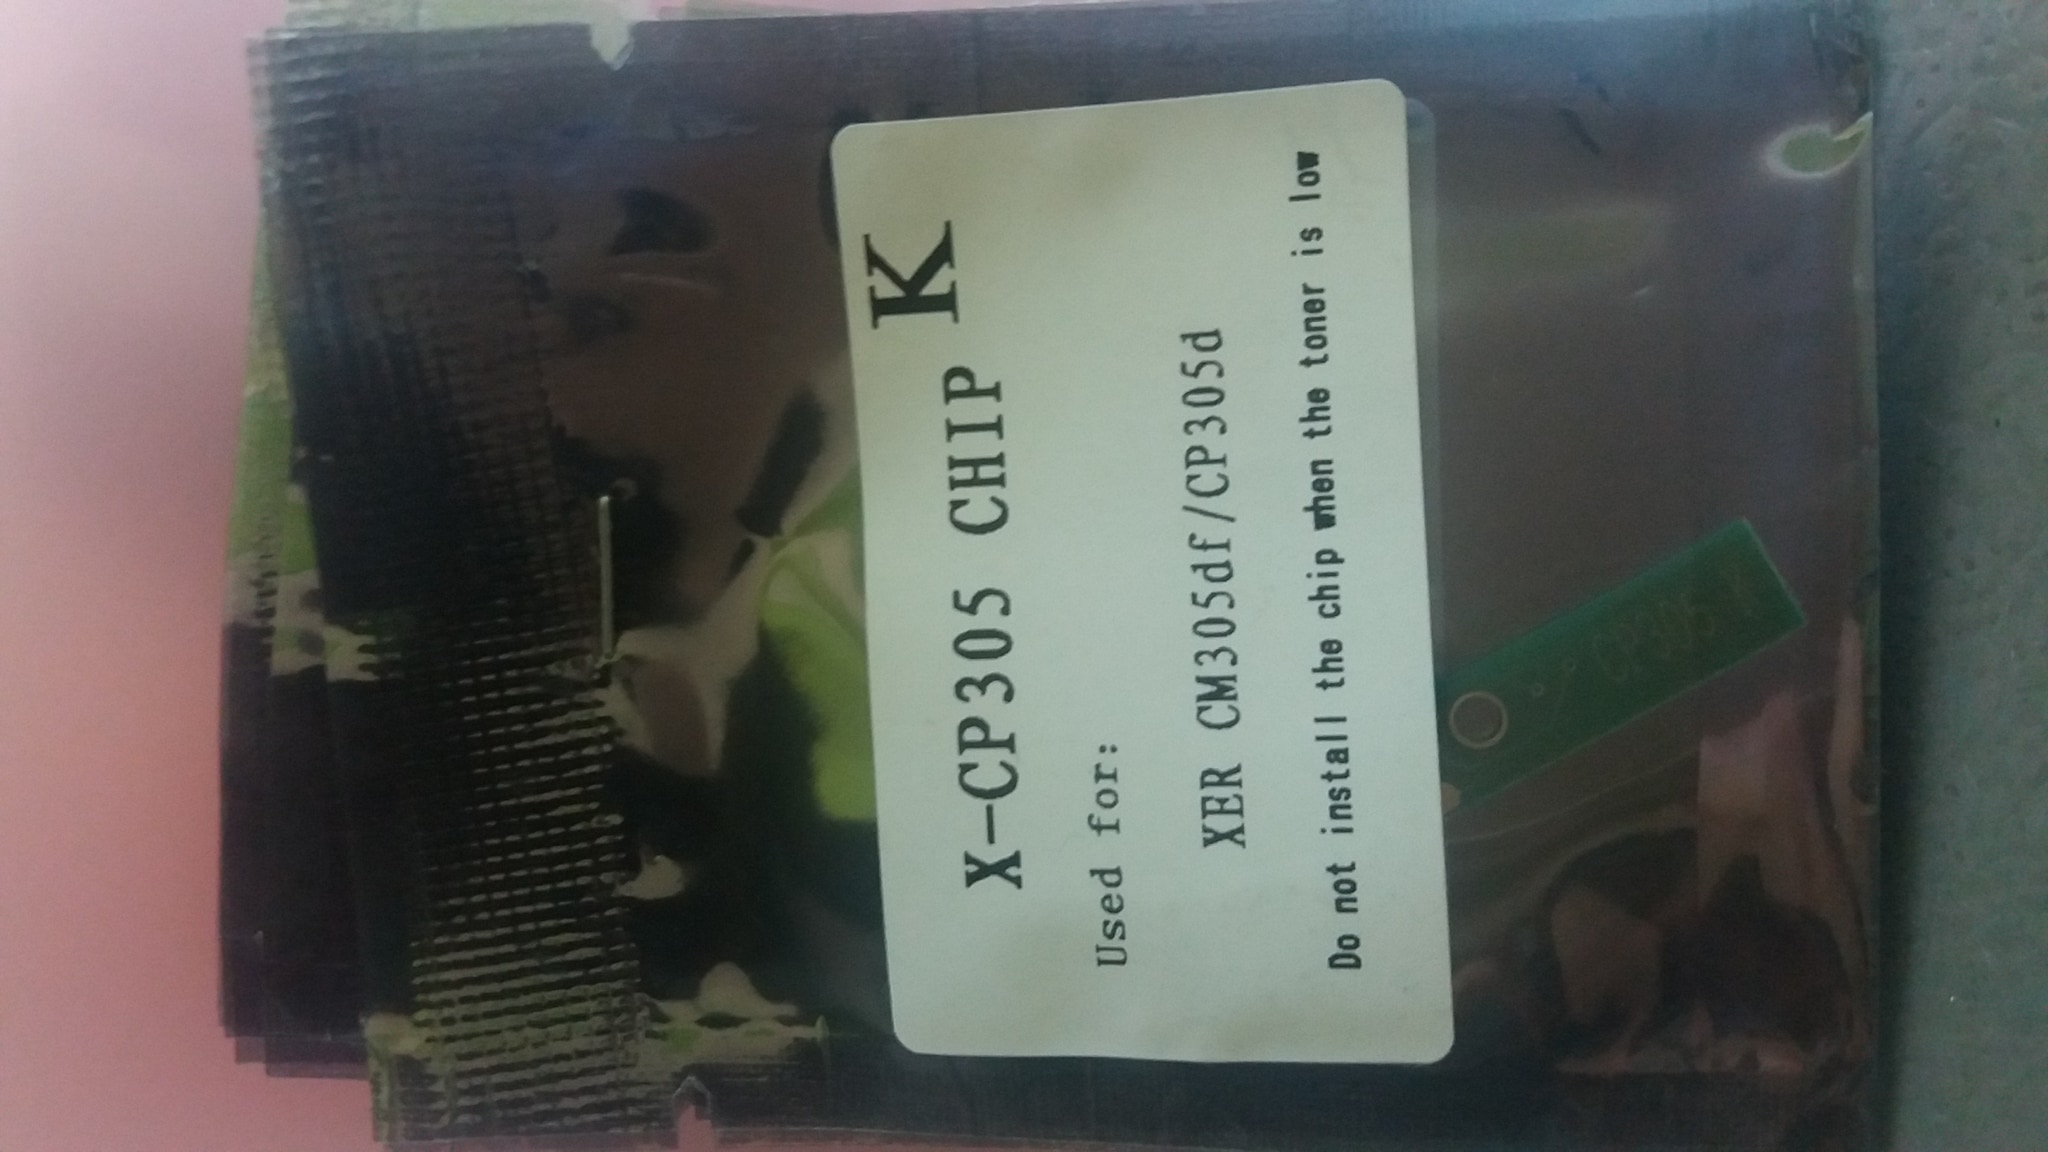 X-CP305 CHIP K
Used for:
XER CM305df/CP305d
Do not install the chip when the toner is low
CP305 K